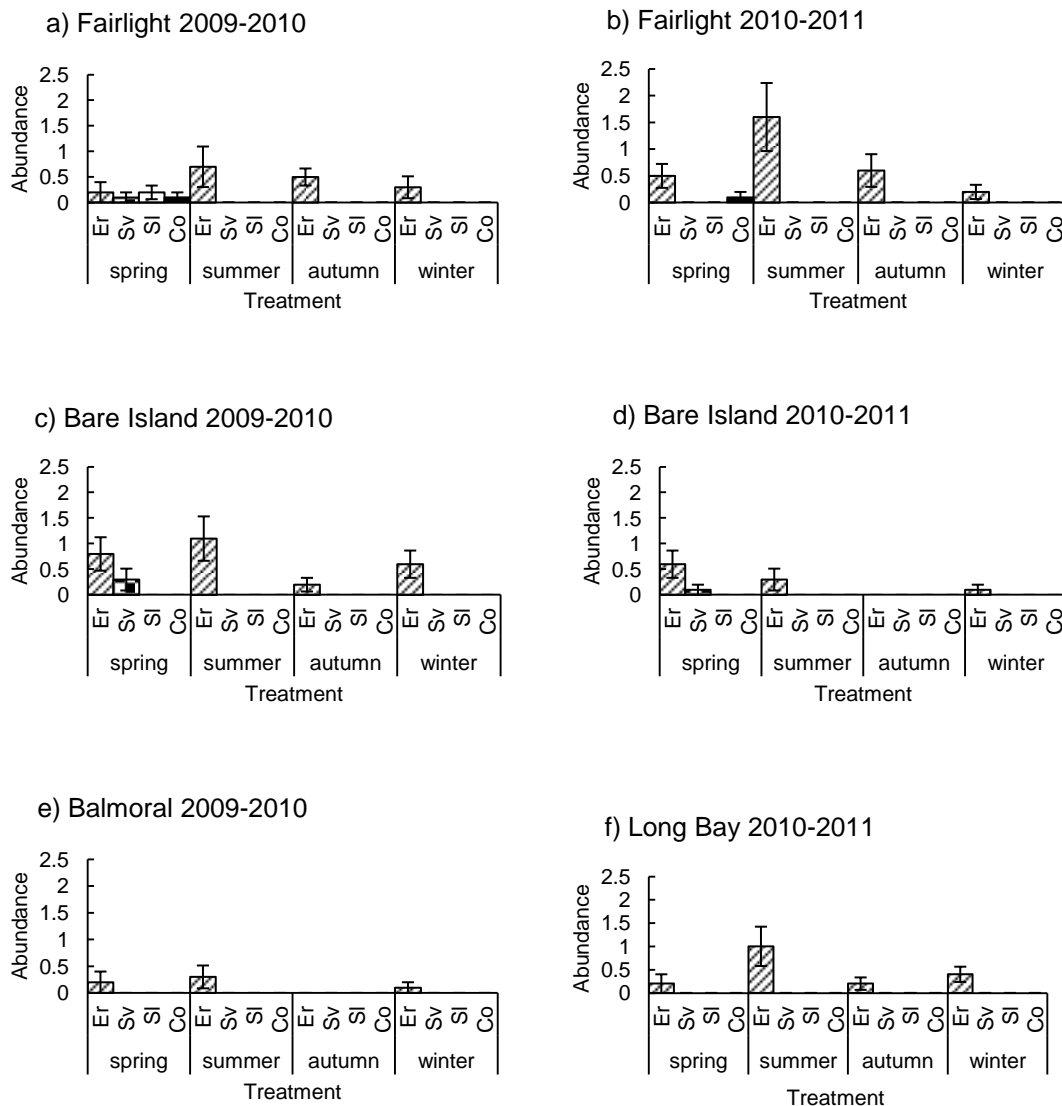 a) Fairlight 2009-2010
Abundance
2.5
2
1.5
1
0.5
0
Er Sv Sl Co Er Sv Sl Co Er Sv Sl Co Er Sv Sl Co
spring summer autumn winter
Treatment
b) Fairlight 2010-2011
Abundance
2.5
2
1.5
1
0.5
0
Er Sv Sl Co Er Sv Sl Co Er Sv Sl Co Er Sv Sl Co
spring summer autumn winter
Treatment
c) Bare Island 2009-2010
Abundance
2.5
2
1.5
1
0.5
0
Er Sv Sl Co Er Sv Sl Co Er Sv Sl Co Er Sv Sl Co
spring summer autumn winter
Treatment
d) Bare Island 2010-2011
Abundance
2.5
2
1.5
1
0.5
0
Er Sv Sl Co Er Sv Sl Co Er Sv Sl Co Er Sv Sl Co
spring summer autumn winter
Treatment
e) Balmoral 2009-2010
Abundance
2.5
2
1.5
1
0.5
0
Er Sv Sl Co Er Sv Sl Co Er Sv Sl Co Er Sv Sl Co
spring summer autumn winter
Treatment
f) Long Bay 2010-2011
Abundance
2.5
2
1.5
1
0.5
0
Er Sv Sl Co Er Sv Sl Co Er Sv Sl Co Er Sv Sl Co
spring summer autumn winter
Treatment